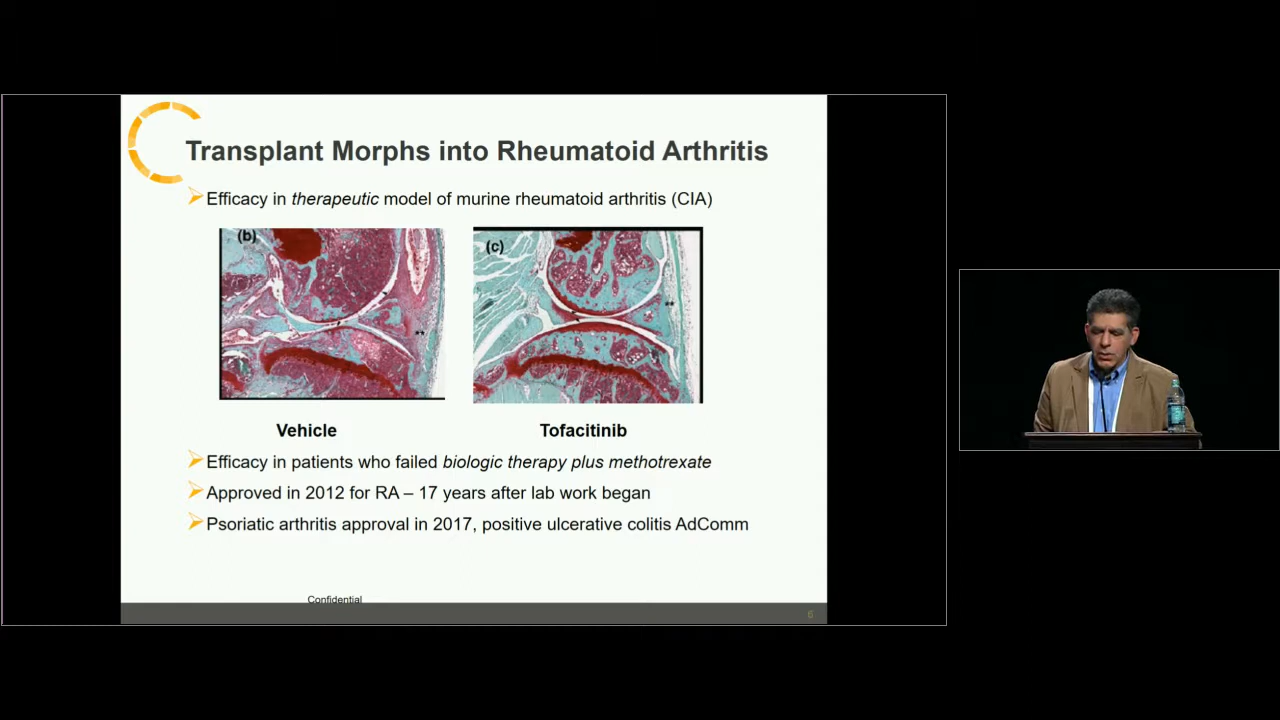 Transplant Morphs into Rheumatoid Arthritis
Efficacy in therapeutic model of murine rheumatoid arthritis (CIA)
(b)
(c)
**
**
Vehicle
Tofacitinib
Efficacy in patients who failed biologic therapy plus methotrexate
Approved in 2012 for RA – 17 years after lab work began
Psoriatic arthritis approval in 2017, positive ulcerative colitis AdComm
Confidential
6